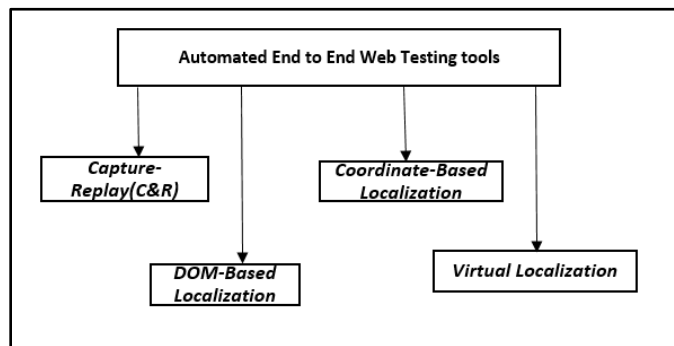 Automated End to End Web Testing tools
Capture-
Replay(C&R)
Coordinate-Based
Localization
DOM-Based
Localization
Virtual Localization